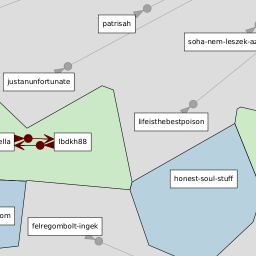 patrisah
soha-nem-leszek-az
justanunfortunate
lifeisthebestpoison
ella
lbdkh88
honest-soul-stuff
om
felregombolt-ingek